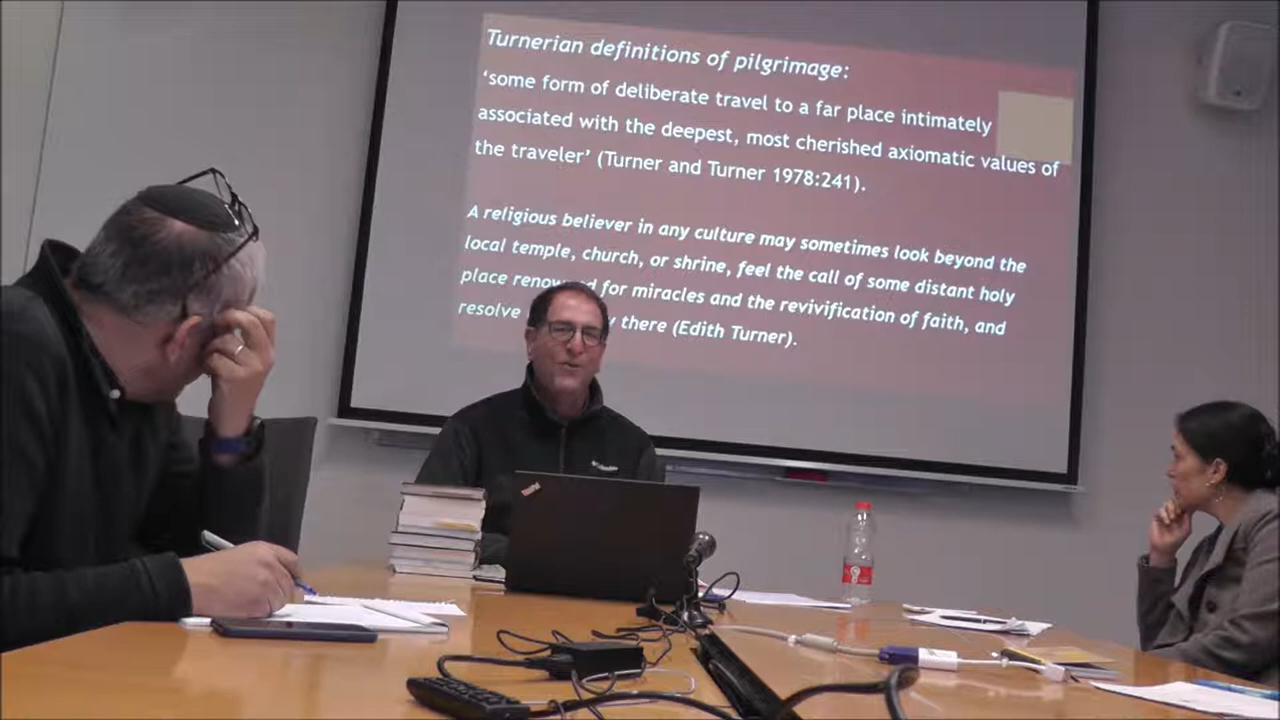 Turnerian definitions of pilgrimage:
‘some form of deliberate travel to a far place intimately
associated with the deepest, most cherished axiomatic values of
the traveler’ (Turner and Turner 1978:241).
A religious believer in any culture may sometimes look beyond the
local temple, church, or shrine, feel the call of some distant holy
place for miracles and the revivification of faith, and
resolve there (Edith Turner).